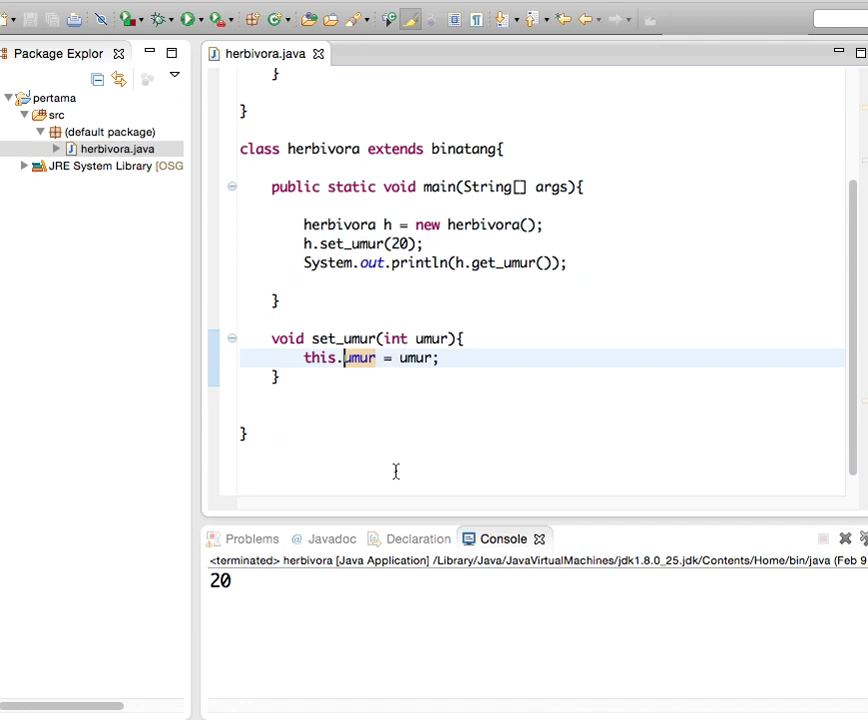 Package Explor
herbivora.java
pertama
src
(default package)
herbivora.java
JRE System Library [OSG
}
}
class herbivora extends binatang{
public static void main(String[] args){
herbivora h = new herbivora();
h.set_umur(20);
System.out.println(h.get_umur());
}
void set_umur(int umur){
this.umur = umur;
}
}
Problems @ Javadoc Declaration Console
<terminated> herbivora [Java Application] /Library/Java/JavaVirtualMachines/jdk1.8.0_25.jdk/Contents/Home/bin/java (Feb 9
20